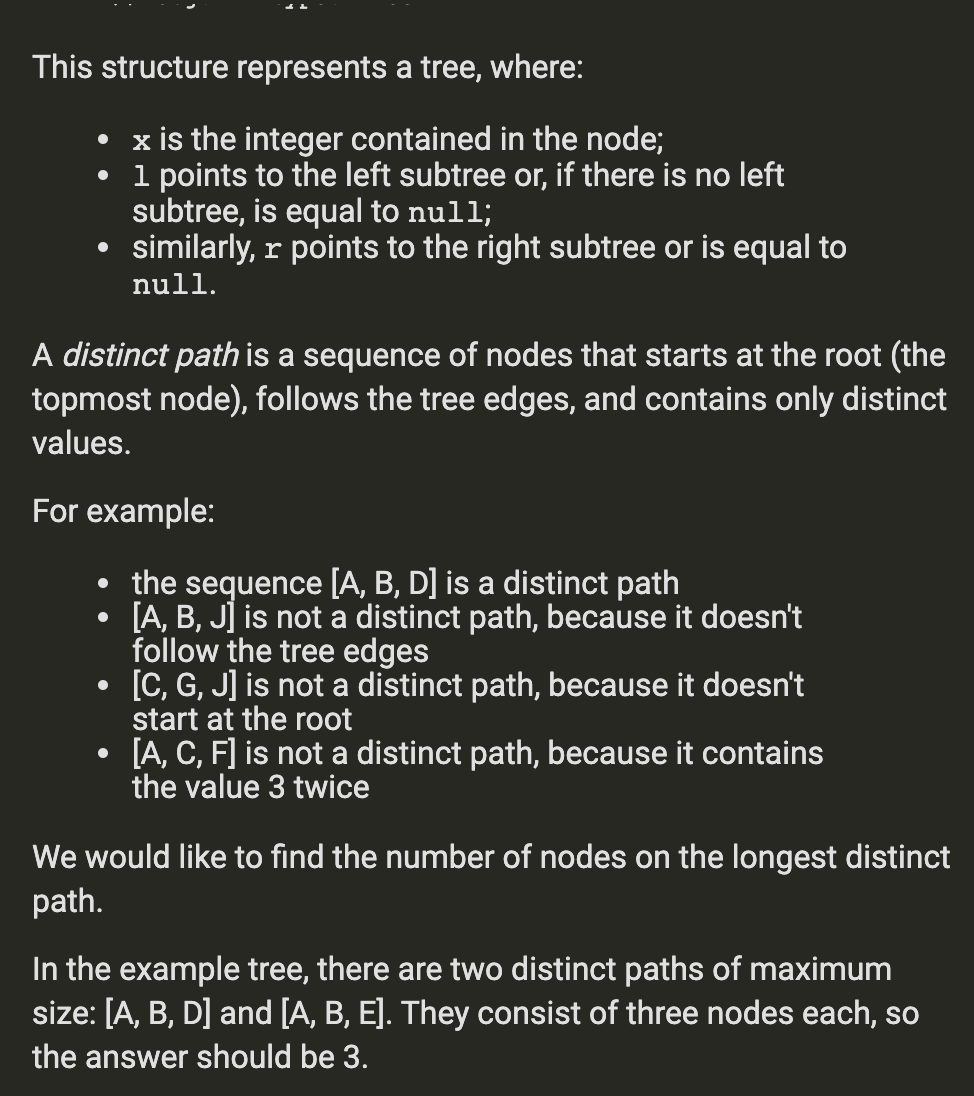 This structure represents a tree, where:
• x is the integer contained in the node;
• l points to the left subtree or, if there is no left
subtree, is equal to null;
• similarly, r points to the right subtree or is equal to
null.
A distinct path is a sequence of nodes that starts at the root (the
topmost node), follows the tree edges, and contains only distinct
values.
For example:
• the sequence [A, B, D] is a distinct path
• [A, B, J] is not a distinct path, because it doesn't
follow the tree edges
• [C, G, J] is not a distinct path, because it doesn't
start at the root
• [A, C, F] is not a distinct path, because it contains
the value 3 twice
We would like to find the number of nodes on the longest distinct
path.
In the example tree, there are two distinct paths of maximum
size: [A, B, D] and [A, B, E]. They consist of three nodes each, so
the answer should be 3.